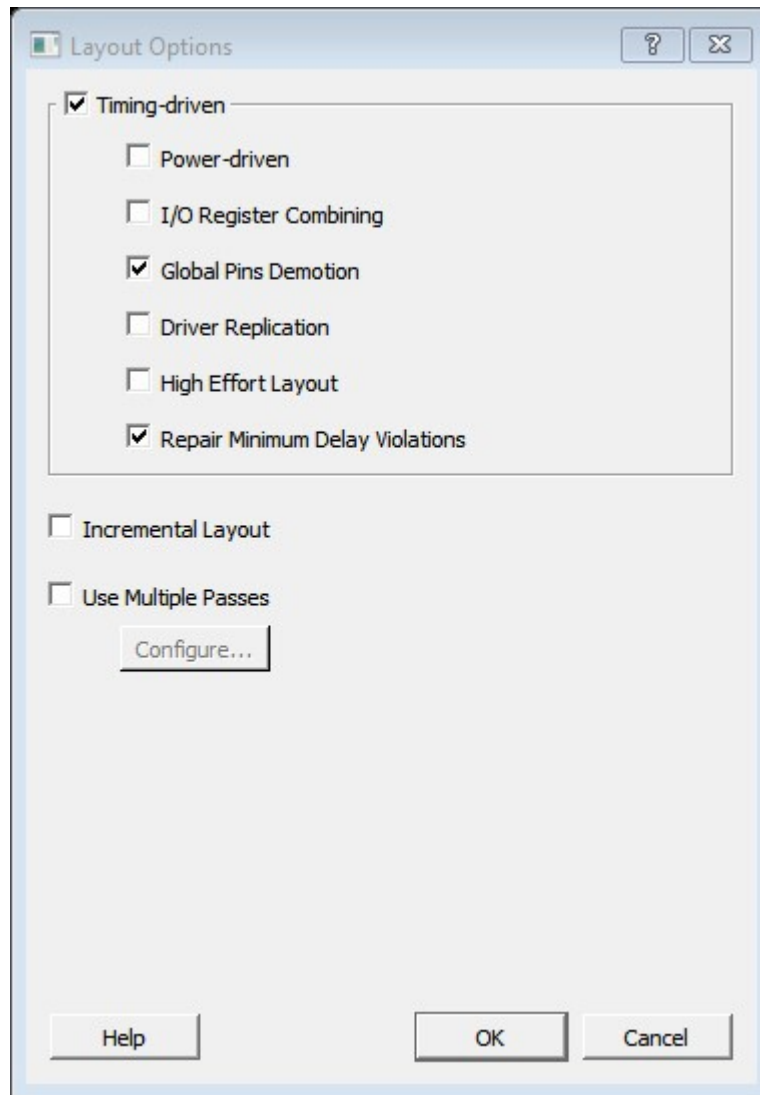 Layout Options
Timing-driven
Power-driven
I/O Register Combining
Global Pins Demotion
Driver Replication
High Effort Layout
Repair Minimum Delay Violations
Incremental Layout
Use Multiple Passes
Configure...
Help OK Cancel